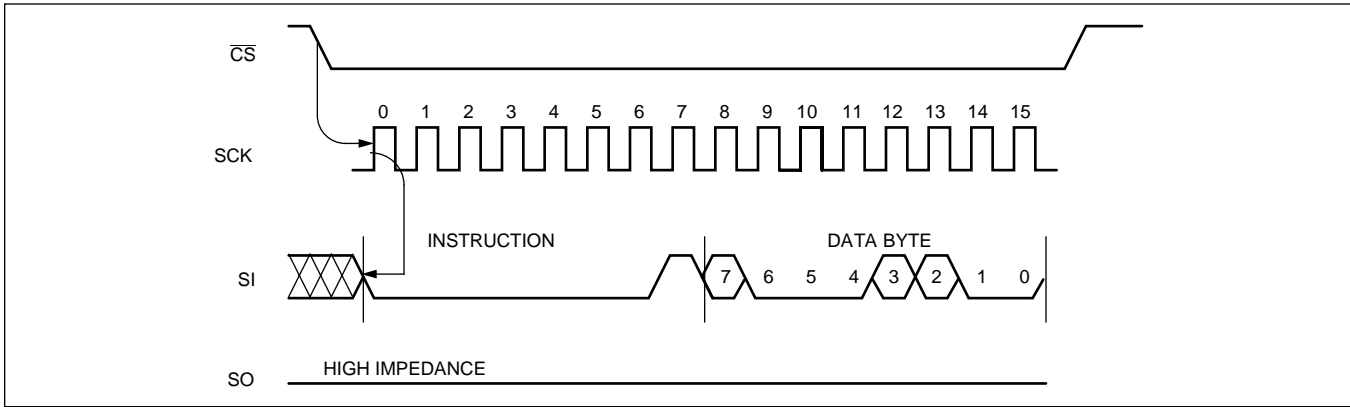 CS
0 1 2 3 4 5 6 7 8 9 10 11 12 13 14 15
SCK
INSTRUCTION DATA BYTE
SI 7 6 5 4 3 2 1 0
HIGH IMPEDANCE
SO